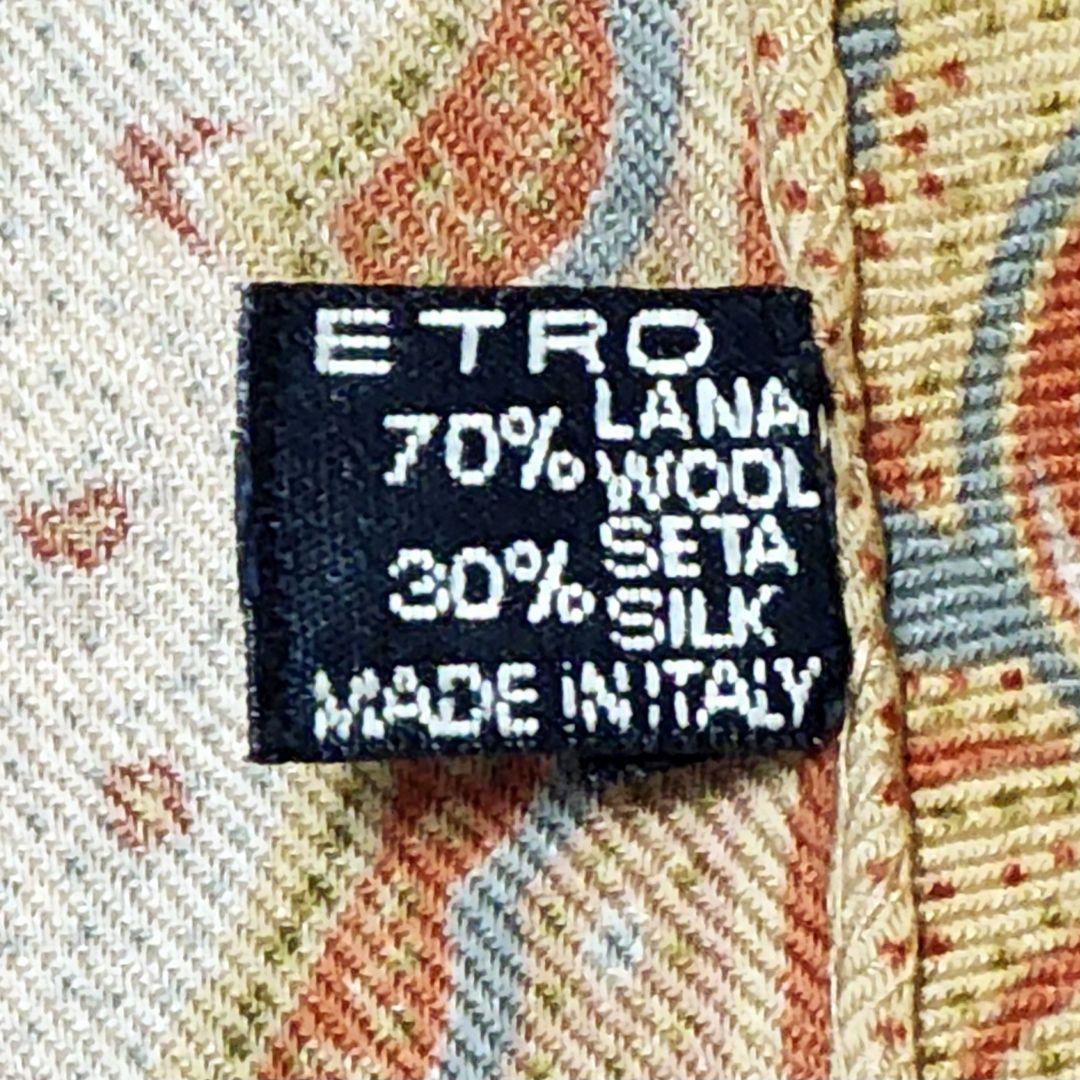 ETRO
70% LANA
WOOL
30% SETA
SILK
MADE IN ITALY